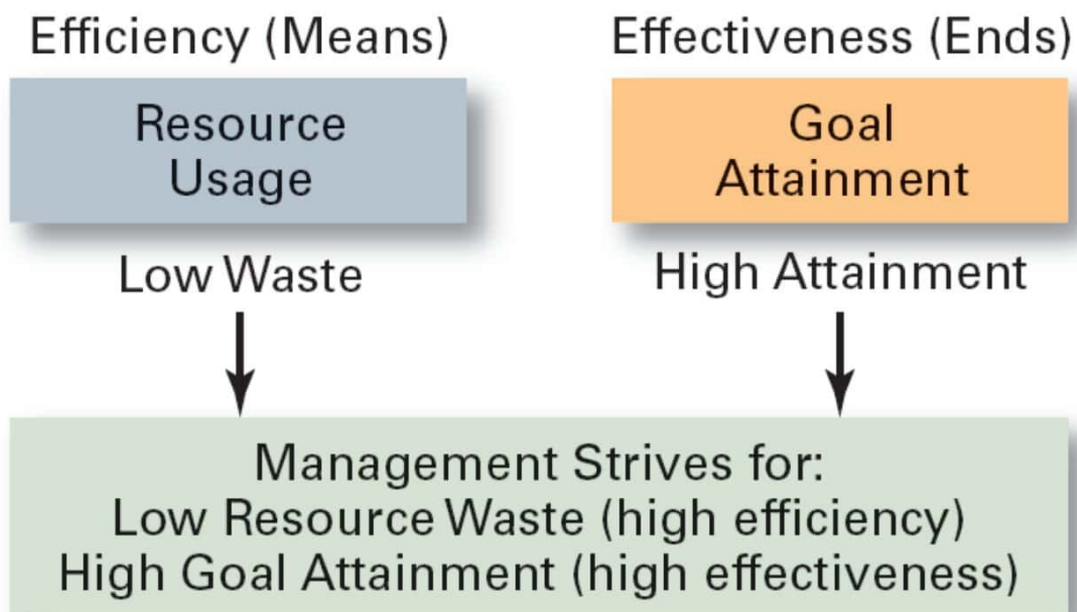 Efficiency (Means)
Effectiveness (Ends)
Resource
Usage
Goal
Attainment
Low Waste
High Attainment
Management Strives for:
Low Resource Waste (high efficiency)
High Goal Attainment (high effectiveness)